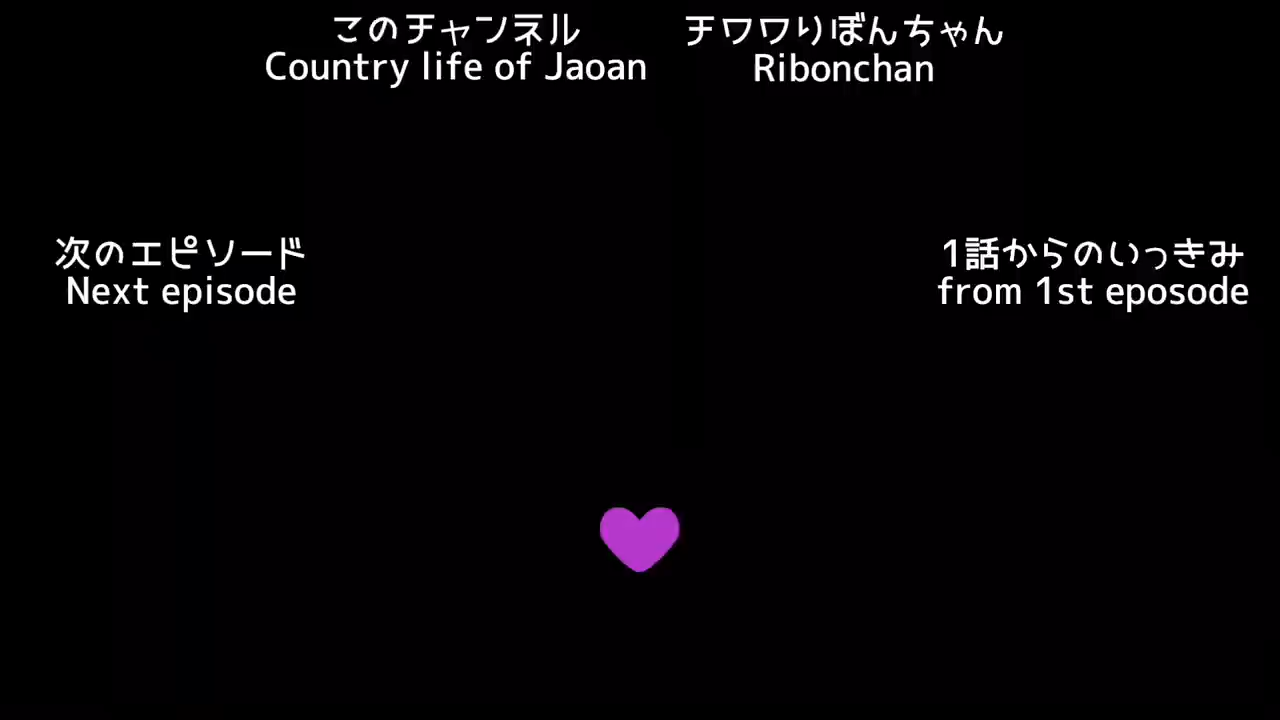 このチャンネル
Country life of Jaoan
チワワりぼんちゃん
Ribonchan
次のエピソード
Next episode
1話からのいっきみ
from 1st eposode